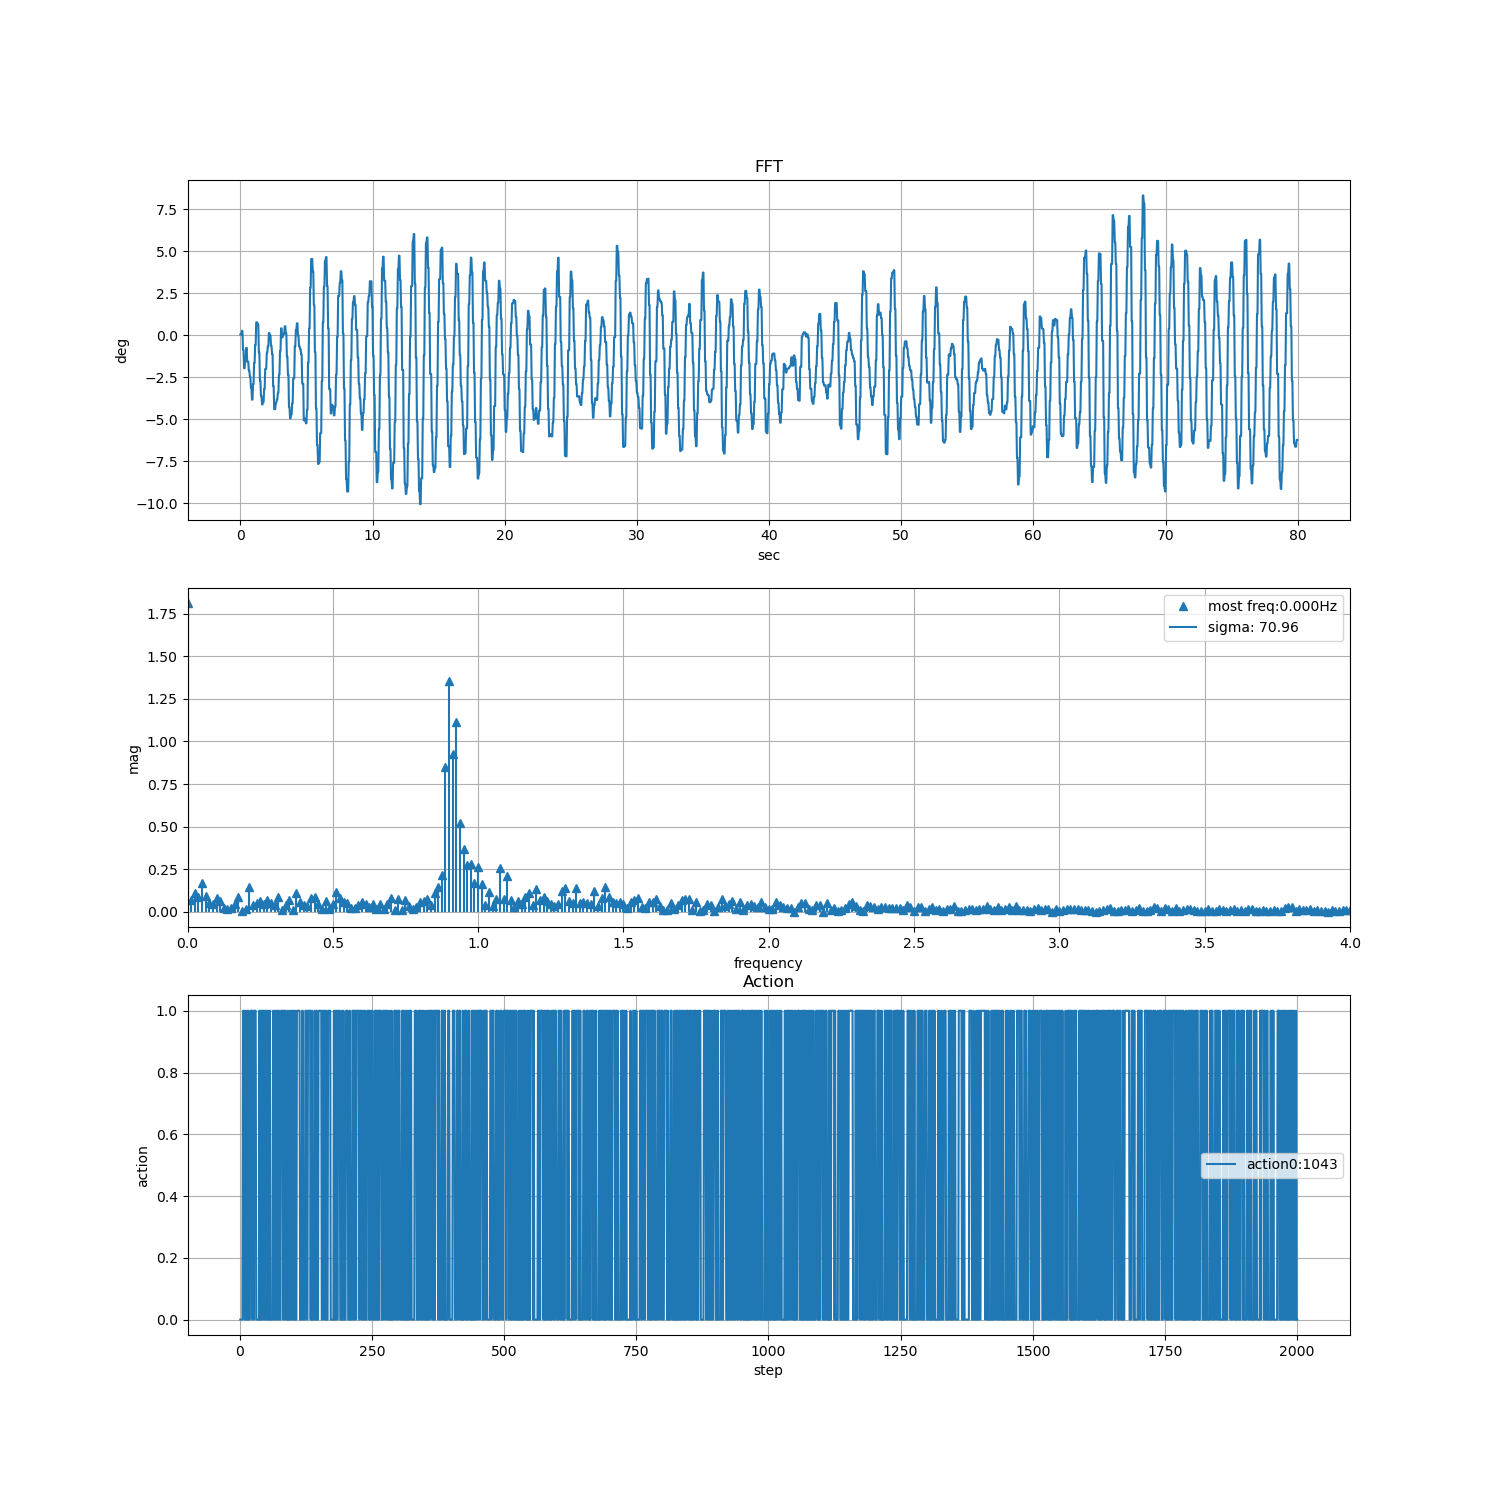 FFT
7.5
5.0
2.5
0.0
−2.5
−5.0
−7.5
−10.0
deg
0 10 20 30 40 50 60 70 80
sec
most freq:0.000Hz
sigma: 70.96
1.75
1.50
1.25
1.00
0.75
0.50
0.25
0.00
mag
0.0 0.5 1.0 1.5 2.0 2.5 3.0 3.5 4.0
frequency
Action
1.0
0.8
0.6
0.4
0.2
0.0
action
action0:1043
0 250 500 750 1000 1250 1500 1750 2000
step